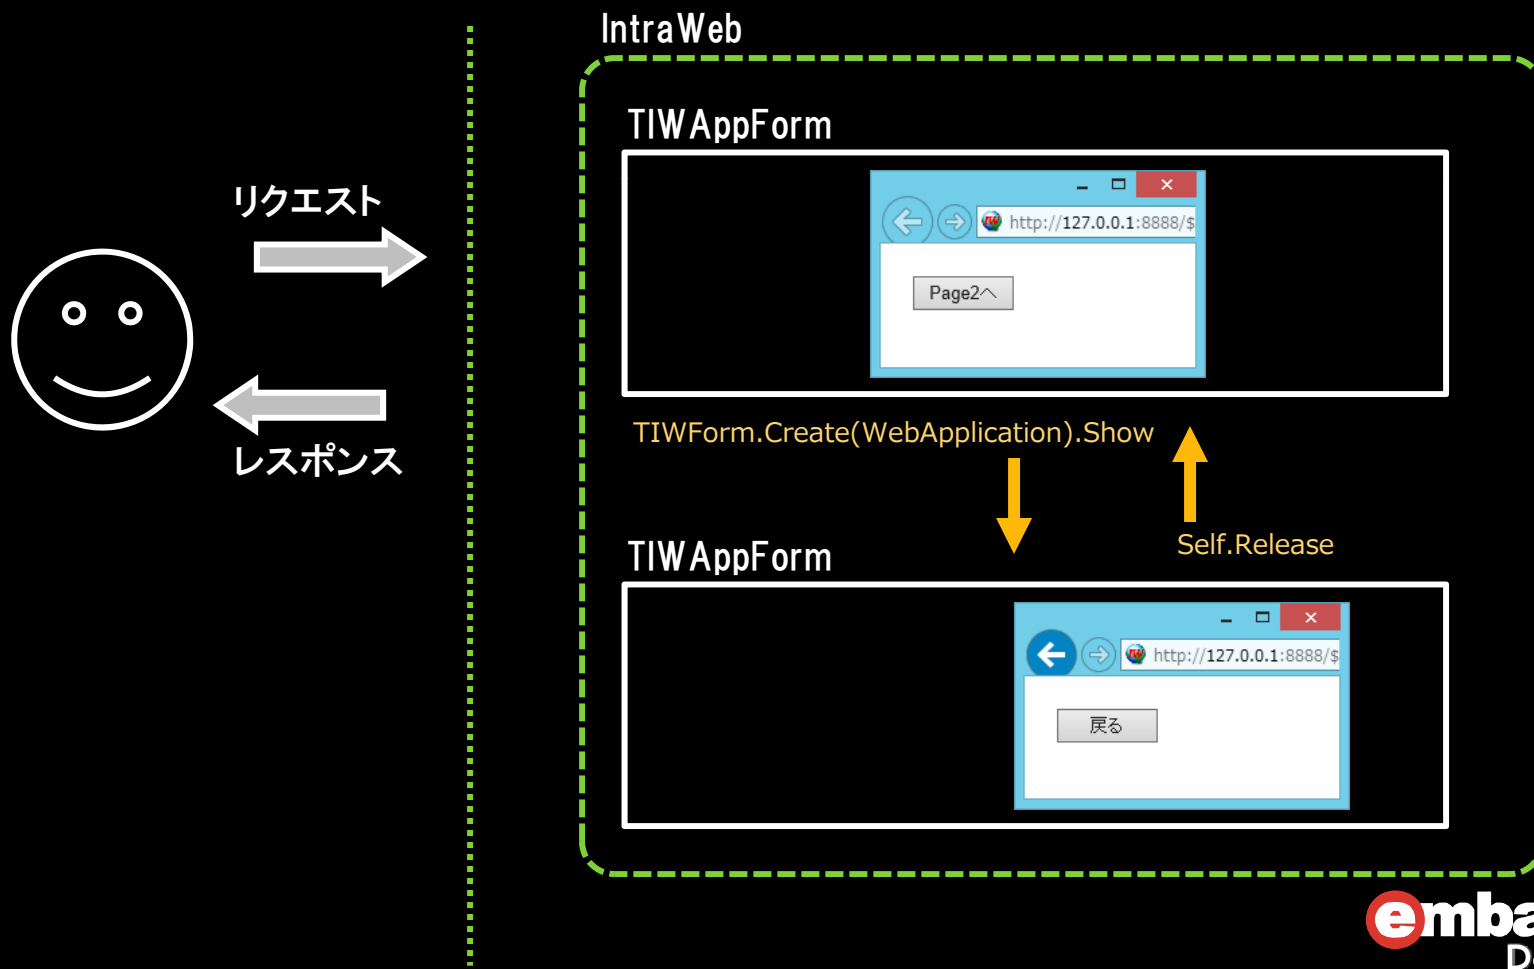 IntraWeb
TIWAppForm
リクエスト
http://127.0.0.1:8888/$
Page2へ
レスポンス
TIWForm.Create(WebApplication).Show
Self.Release
TIWAppForm
http://127.0.0.1:8888/$
戻る